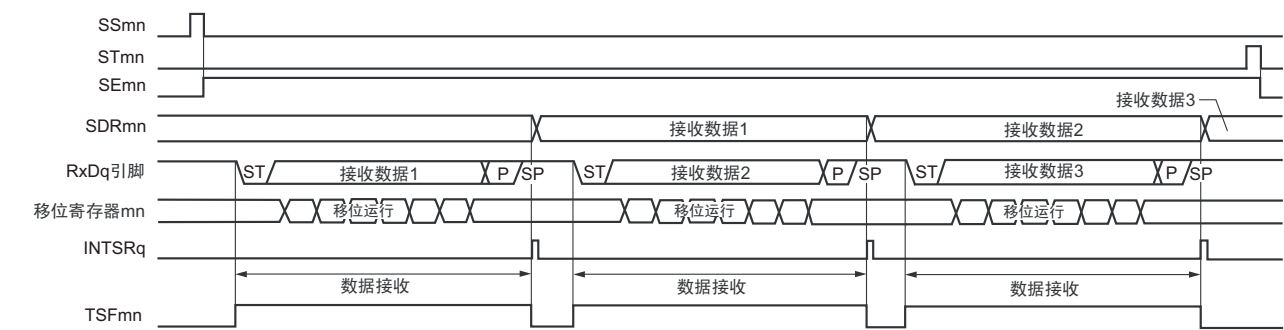 SSmn
STmn
SEmn
接收数据3
SDRmn 接收数据1 接收数据2
RxDq引脚 ST 接收数据1 P SP ST 接收数据2 P SP ST 接收数据3 P SP
移位寄存器mn 移位运行 移位运行 移位运行
INTSRq
数据接收 数据接收 数据接收
TSFmn